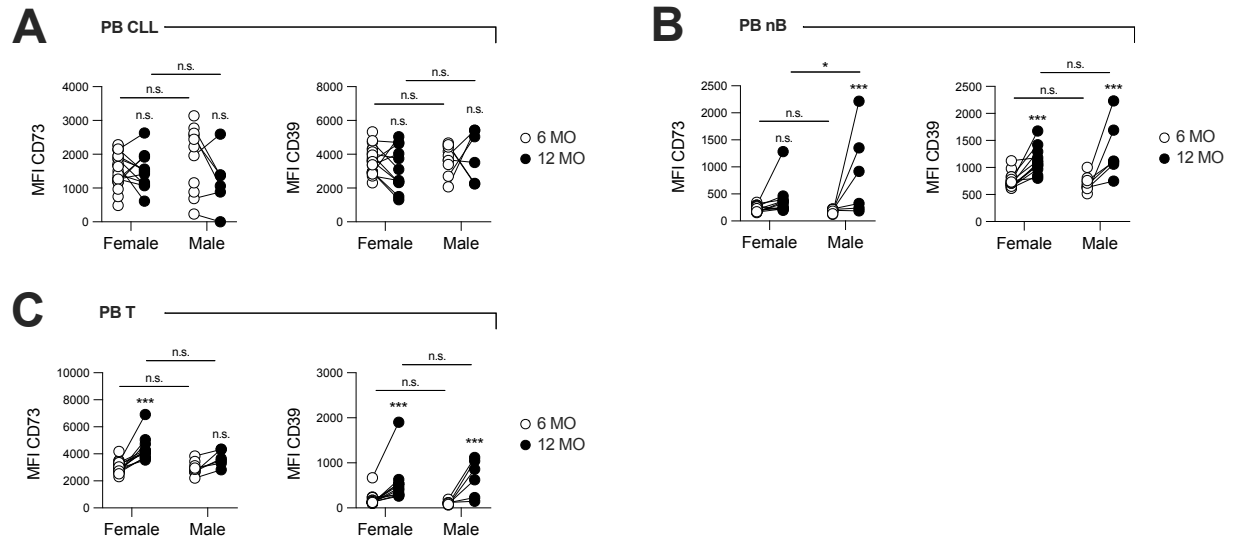 A
PB CLL
n.s.
n.s.
n.s.
n.s.
MFI CD73
4000
3000
2000
1000
0
Female
Male
n.s.
n.s.
n.s.
n.s.
MFI CD39
8000
6000
4000
2000
0
Female
Male
6 MO
12 MO
B
PB nB
*
***
n.s.
n.s.
MFI CD73
2500
2000
1500
1000
500
0
Female
Male
n.s.
***
n.s.
***
MFI CD39
2500
2000
1500
1000
500
0
Female
Male
6 MO
12 MO
C
PB T
n.s.
n.s.
***
n.s.
MFI CD73
10000
8000
6000
4000
2000
0
Female
Male
n.s.
n.s.
***
***
MFI CD39
3000
2000
1000
0
Female
Male
6 MO
12 MO